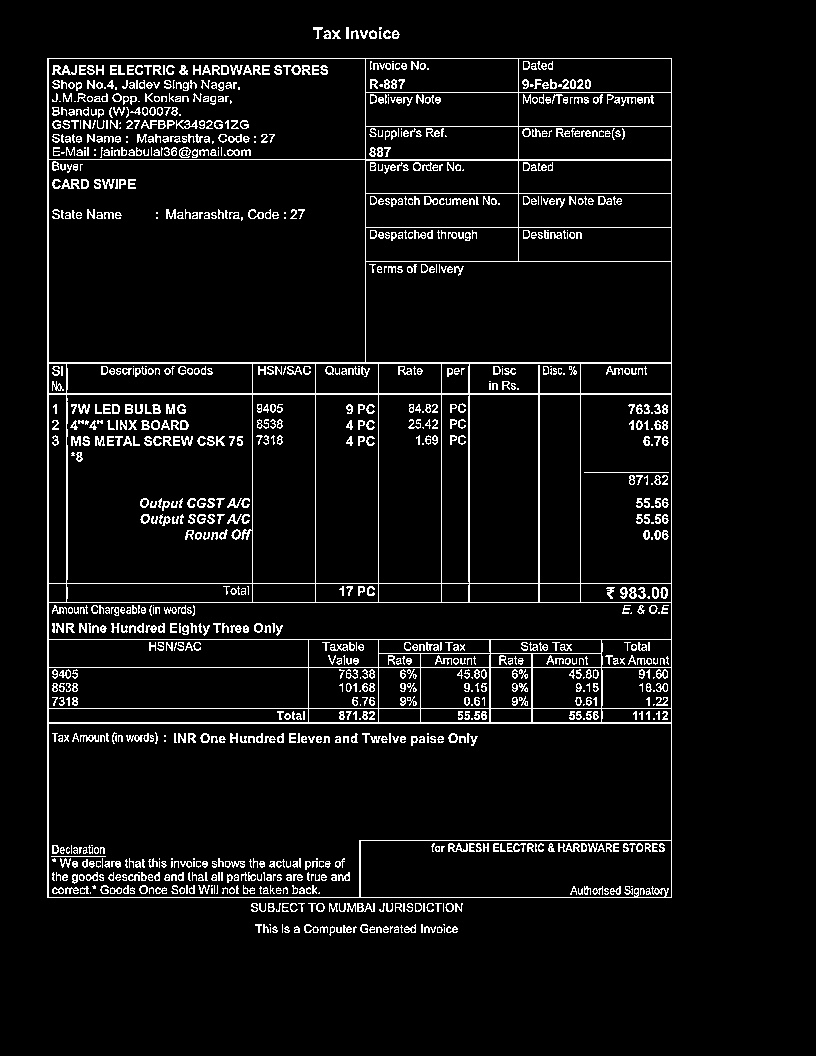 Tax Invoice
RAJESH ELECTRIC & HARDWARE STORES
Shop No.4, Jaldev Singh Nagar,
J.M.Road Opp. Konkan Nagar,
Bhandup (W)-400078.
GSTIN/UIN: 27AFBPK3492G1ZG
State Name : Maharashtra, Code : 27
E-Mail : jainbabulal36@gmail.com
Invoice No.
R-887
Dated
9-Feb-2020
Delivery Note
Mode/Terms of Payment
Supplier's Ref.
887
Other Reference(s)
Buyer
CARD SWIPE
State Name : Maharashtra, Code : 27
Buyer's Order No.
Dated
Despatch Document No.
Delivery Note Date
Despatched through
Destination
Terms of Delivery
Sl No. Description of Goods HSN/SAC Quantity Rate per Disc in Rs. Disc. % Amount
1 7W LED BULB MG 9405 9 PC 84.82 PC 763.38
2 4"*4" LINX BOARD 8538 4 PC 25.42 PC 101.68
3 MS METAL SCREW CSK 75 7318 4 PC 1.69 PC 6.76
*8
871.82
Output CGST A/C 55.56
Output SGST A/C 55.56
Round Off 0.06
Total 17 PC ₹ 983.00
Amount Chargeable (in words) E. & O.E
INR Nine Hundred Eighty Three Only
HSN/SAC Taxable Central Tax State Tax Total
Value Rate Amount Rate Amount Tax Amount
9405 763.38 6% 45.80 6% 45.80 91.60
8538 101.68 9% 9.15 9% 9.15 18.30
7318 6.76 9% 0.61 9% 0.61 1.22
Total 871.82 55.56 55.56 111.12
Tax Amount (in words) : INR One Hundred Eleven and Twelve paise Only
Declaration
* We declare that this invoice shows the actual price of
the goods described and that all particulars are true and
correct.* Goods Once Sold Will not be taken back.
for RAJESH ELECTRIC & HARDWARE STORES
Authorised Signatory
SUBJECT TO MUMBAI JURISDICTION
This is a Computer Generated Invoice